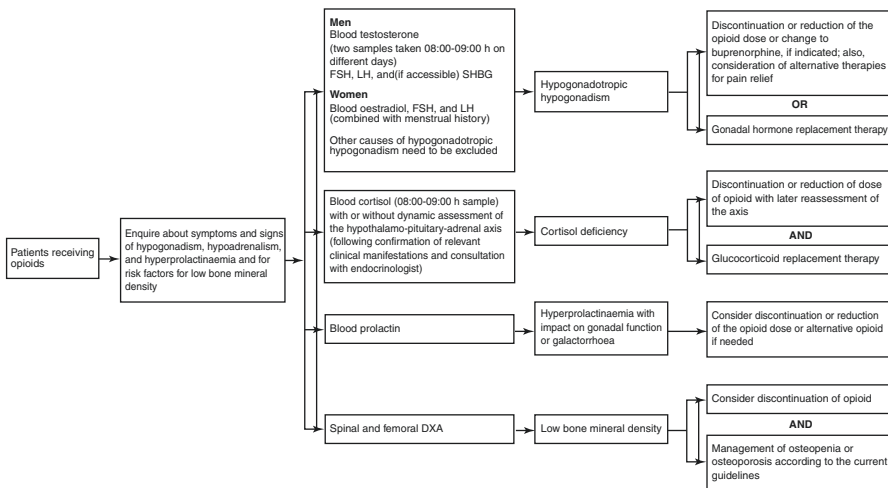 Patients receiving
opioids
Enquire about symptoms and signs
of hypogonadism, hypoadrenalism,
and hyperprolactinaemia and for
risk factors for low bone mineral
density
Men
Blood testosterone
(two samples taken 08:00-09:00 h on
different days)
FSH, LH, and(if accessible) SHBG
Women
Blood oestradiol, FSH, and LH
(combined with menstrual history)
Other causes of hypogonadotropic
hypogonadism need to be excluded
Hypogonadotropic
hypogonadism
Discontinuation or reduction of the
opioid dose or change to
buprenorphine, if indicated; also,
consideration of alternative therapies
for pain relief
OR
Gonadal hormone replacement therapy
Blood cortisol (08:00-09:00 h sample)
with or without dynamic assessment of
the hypothalamo-pituitary-adrenal axis
(following confirmation of relevant
clinical manifestations and consultation
with endocrinologist)
Cortisol deficiency
Discontinuation or reduction of dose
of opioid with later reassessment of
the axis
AND
Glucocorticoid replacement therapy
Blood prolactin
Hyperprolactinaemia with
impact on gonadal function
or galactorrhoea
Consider discontinuation or reduction
of the opioid dose or alternative opioid
if needed
Spinal and femoral DXA
Low bone mineral density
Consider discontinuation of opioid
AND
Management of osteopenia or
osteoporosis according to the current
guidelines